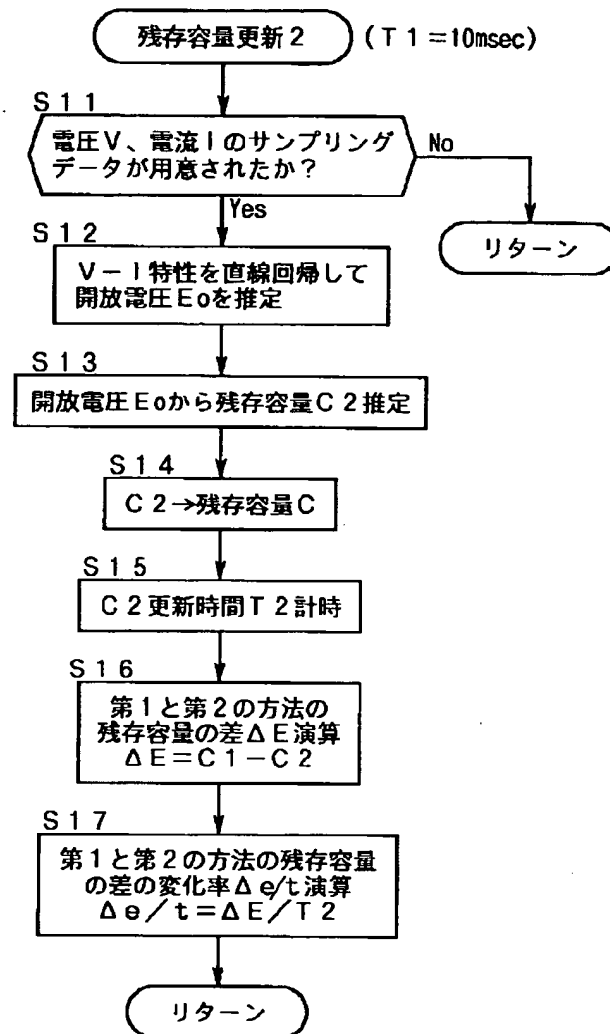 残存容量更新2 (T1=10msec)
S11
電圧V、電流Iのサンプリング
データが用意されたか?
No
Yes
リターン
S12
V-I特性を直線回帰して
開放電圧Eoを推定
S13
開放電圧Eoから残存容量C2推定
S14
C2→残存容量C
S15
C2更新時間T2計時
S16
第1と第2の方法の
残存容量の差ΔE演算
ΔE=C1-C2
S17
第1と第2の方法の残存容量
の差の変化率Δe/t演算
Δe/t=ΔE/T2
リターン